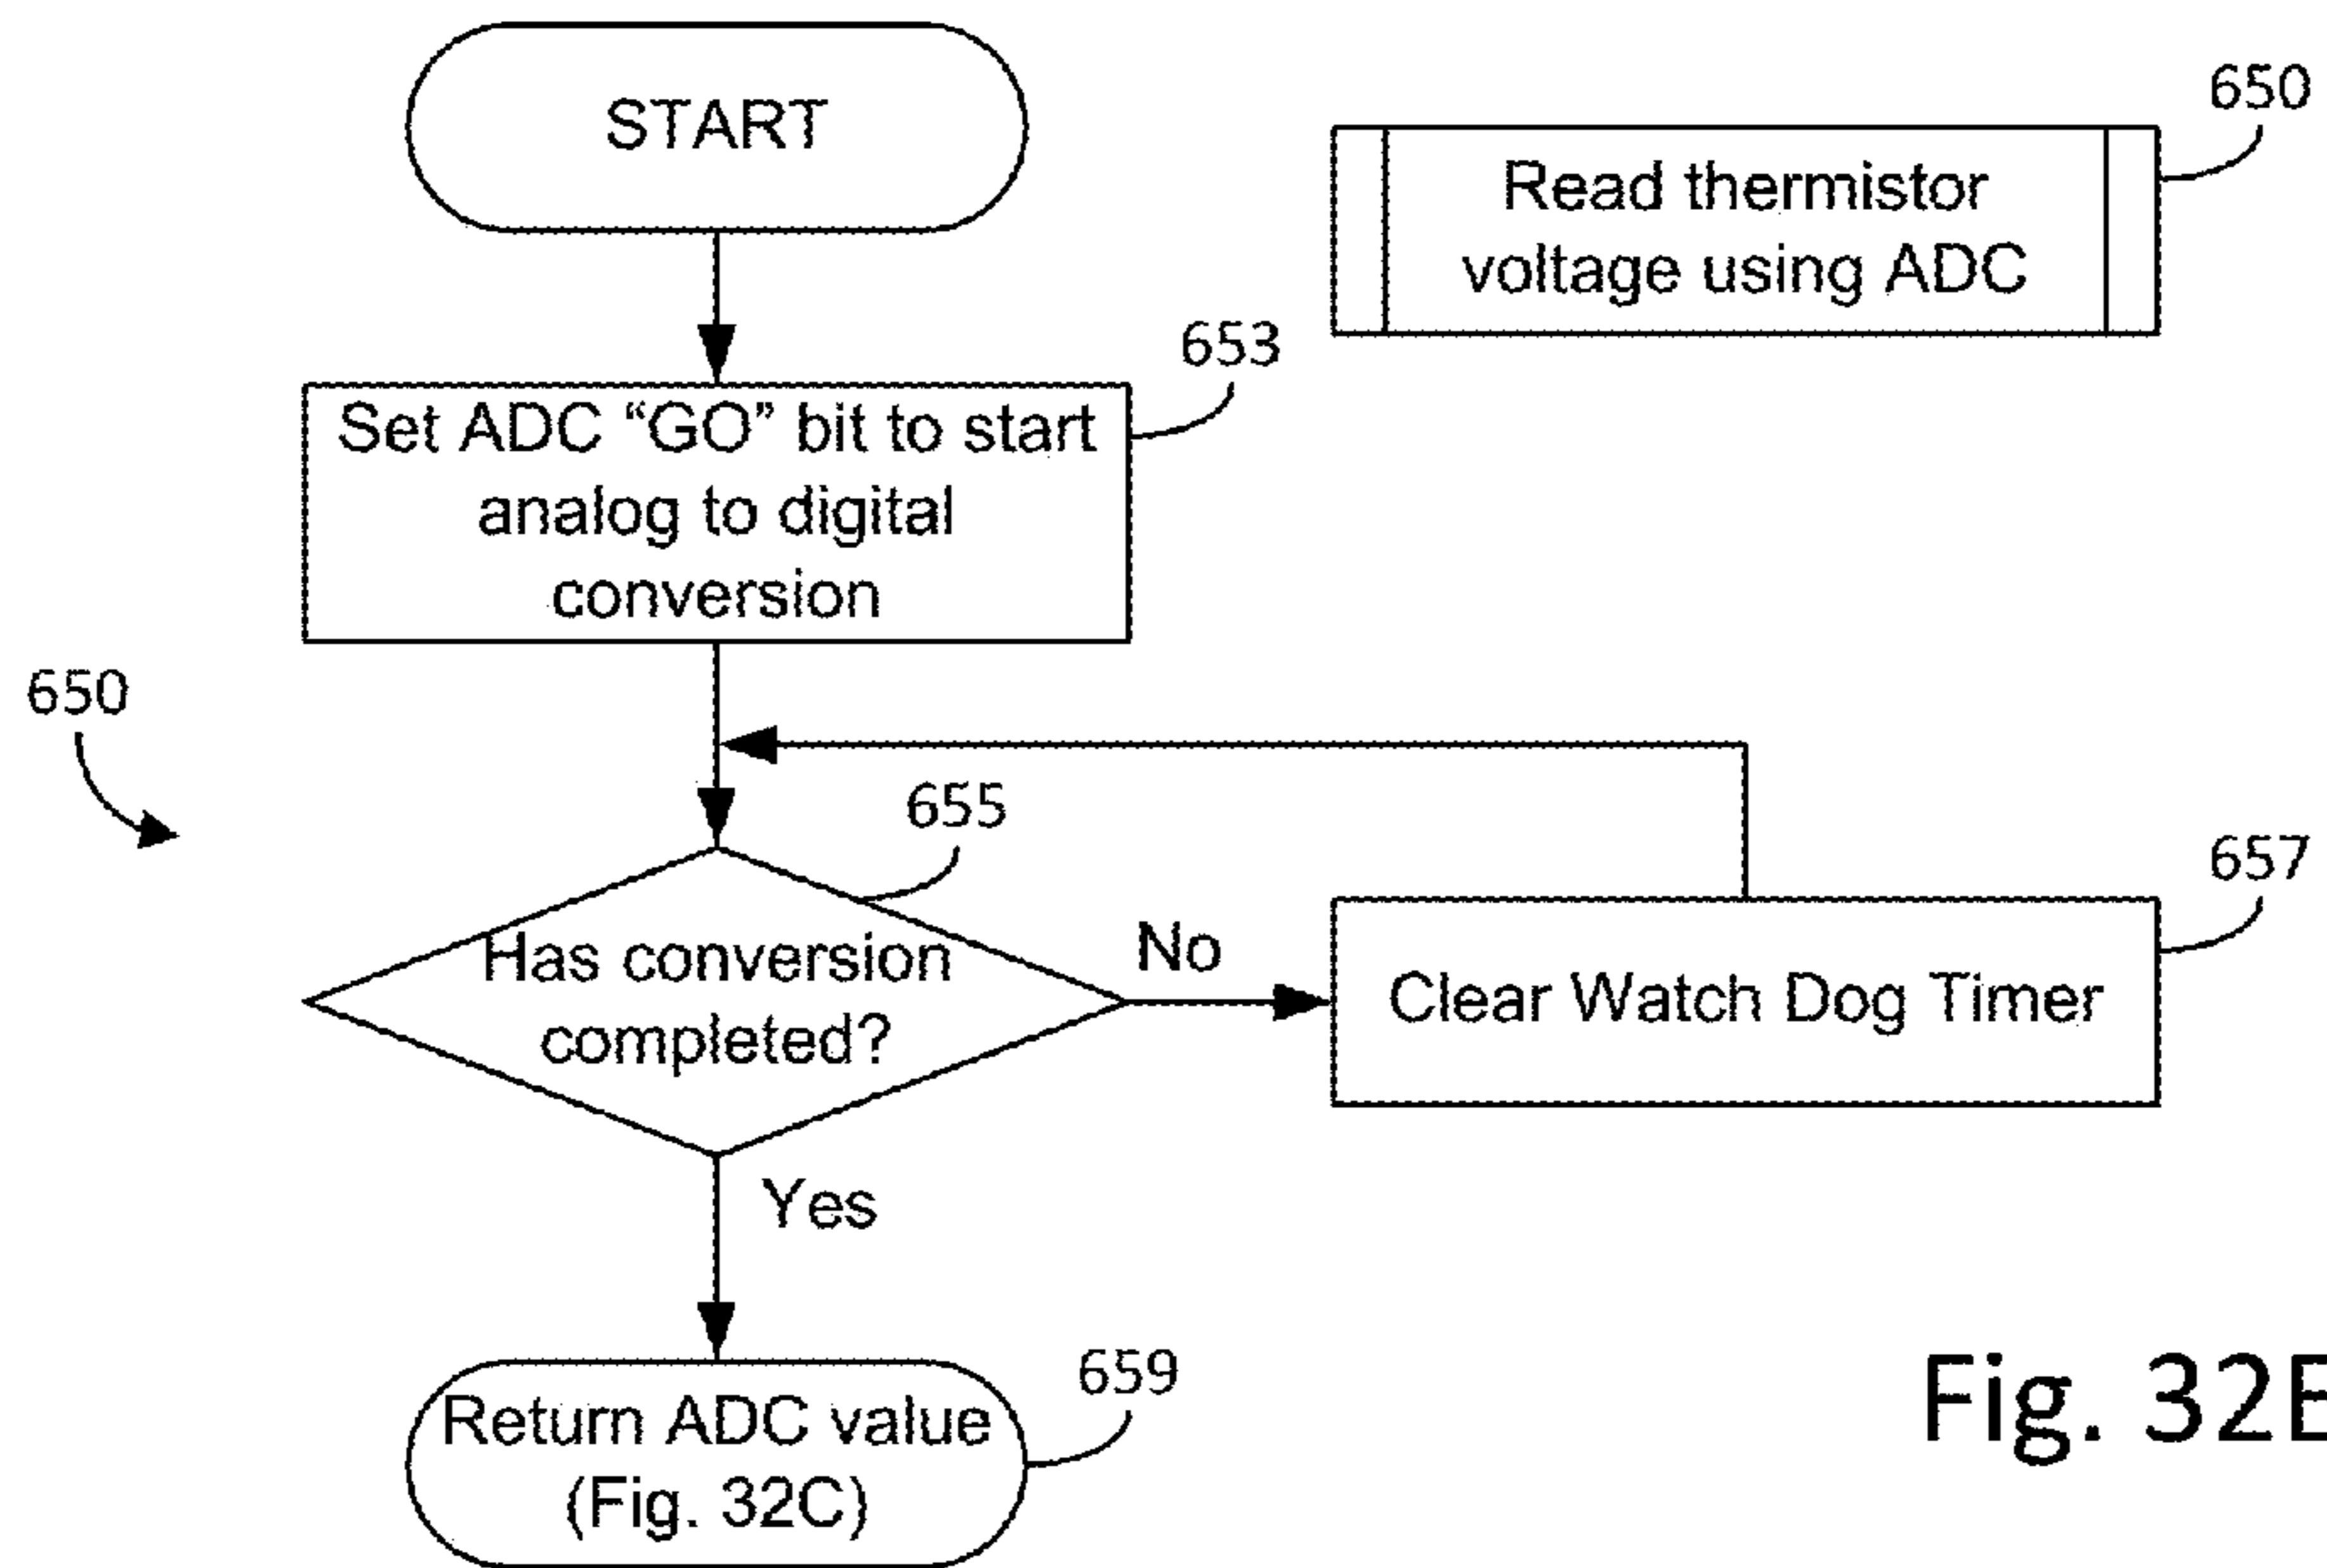 START
650
Read thermistor
voltage using ADC
653
Set ADC “GO” bit to start
analog to digital
conversion
650
655
657
Has conversion
completed?
No
Clear Watch Dog Timer
Yes
659
Return ADC value
(Fig. 32C)
Fig.